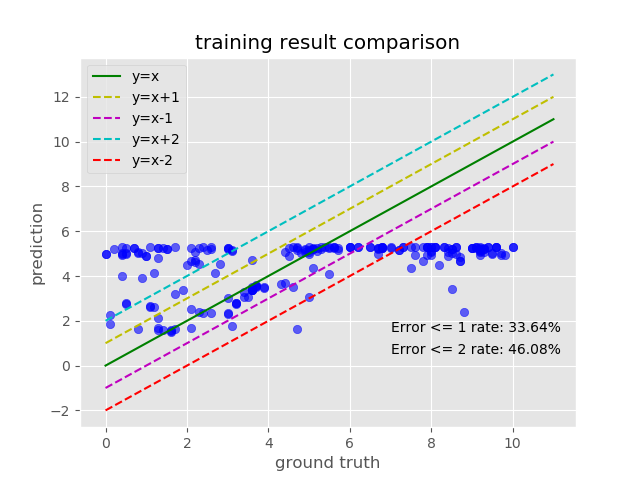 training result comparison
y=x
y=x+1
y=x-1
y=x+2
y=x-2
12
10
8
6
4
2
0
−2
prediction
Error <= 1 rate: 33.64%
Error <= 2 rate: 46.08%
0 2 4 6 8 10
ground truth